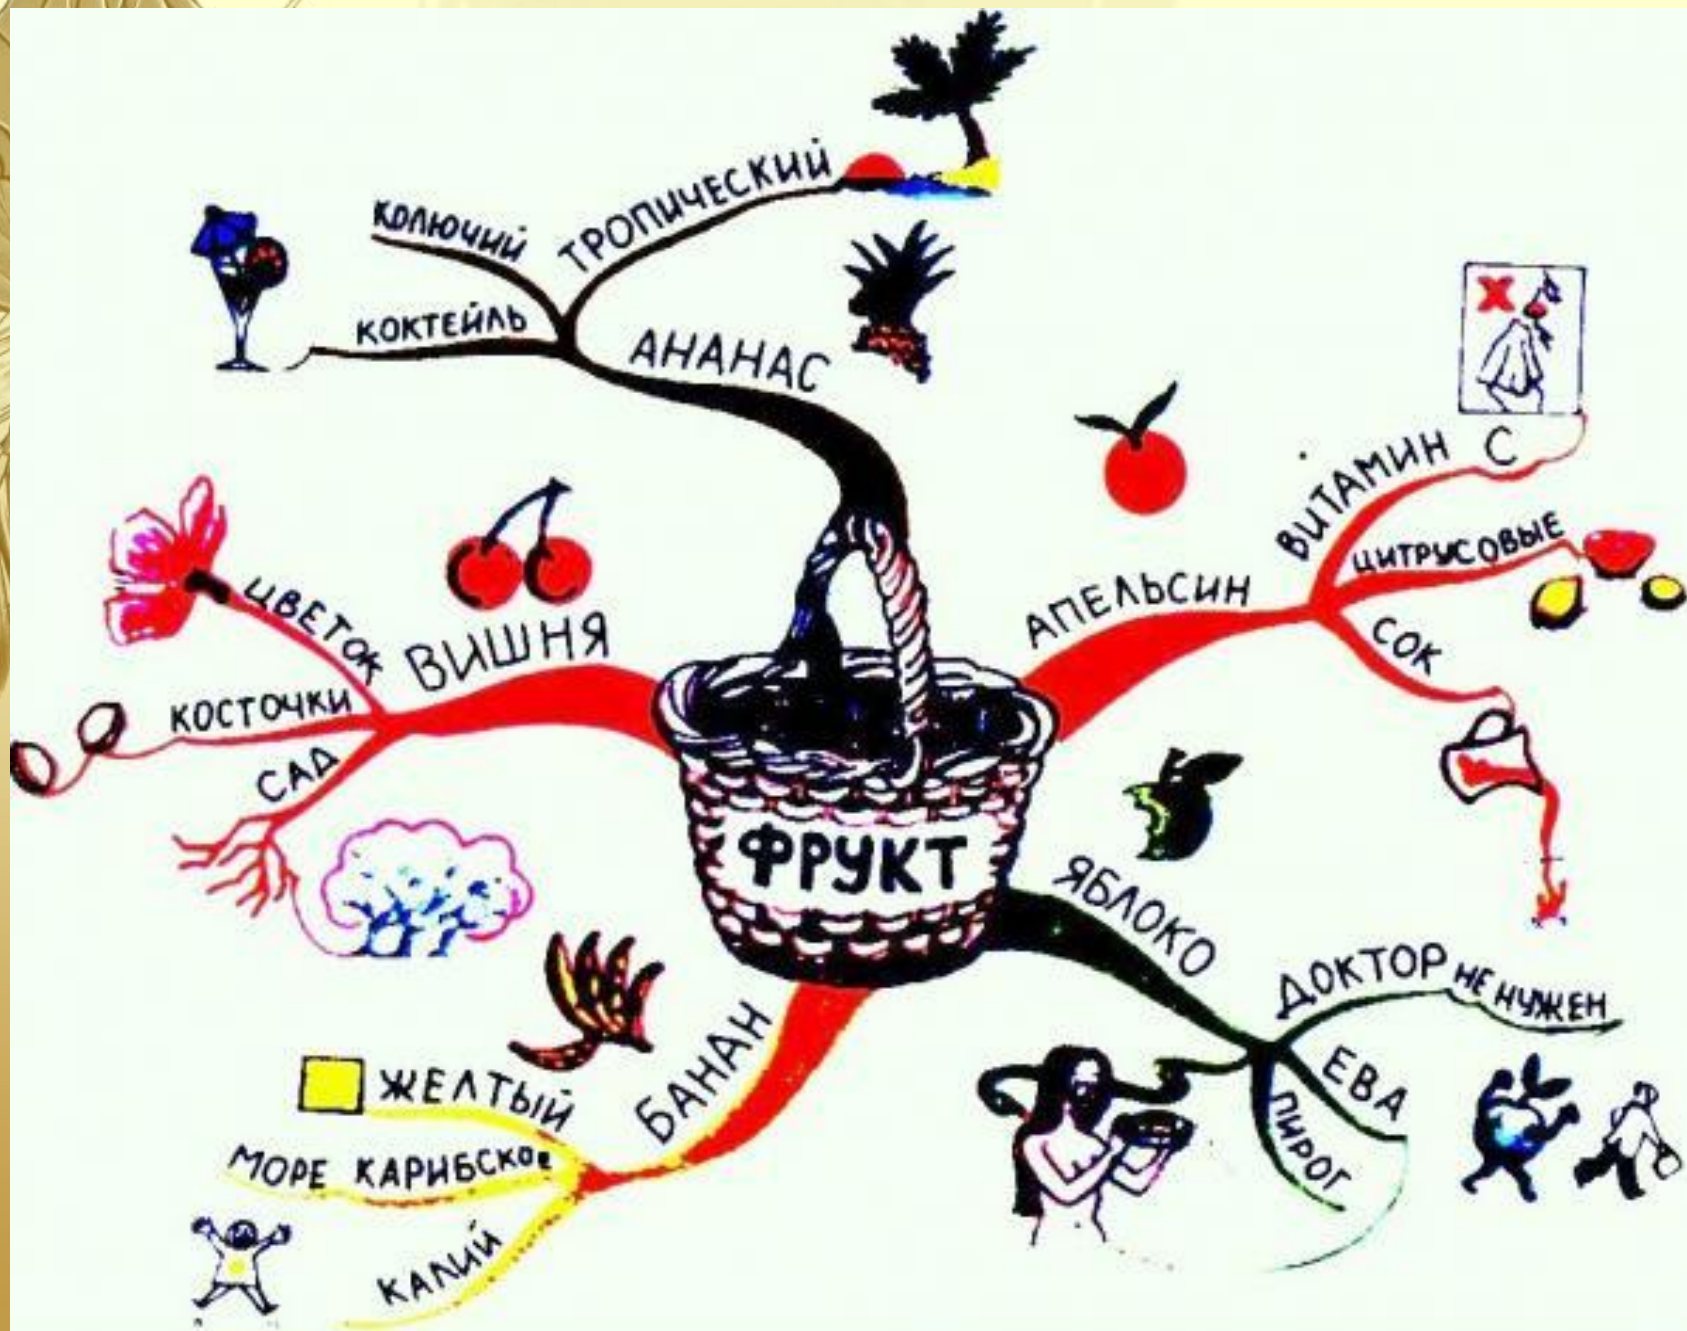 ФРУКТ
АНАНАС
КОЛЮЧИЙ
ТРОПИЧЕСКИЙ
КОКТЕЙЛЬ
АПЕЛЬСИН
ВИТАМИН С
ЦИТРУСОВЫЕ
СОК
ЯБЛОКО
ДОКТОР НЕ НУЖЕН
ЕВА
ПИРОГ
БАНАН
ЖЕЛТЫЙ
МОРЕ КАРИБСКОЕ
КАЛИЙ
ВИШНЯ
ЦВЕТОК
КОСТОЧКИ
САД